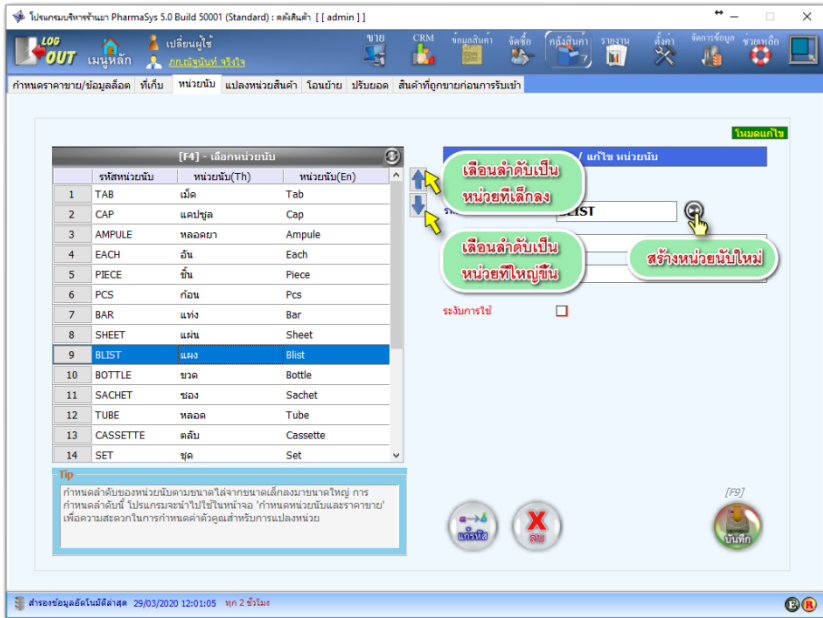 โปรแกรมบริหารร้านยา PharmaSys 5.0 Build 50001 (Standard) : คลังสินค้า [ [ admin ] ]
LOG OUT เมนูหลัก เปลี่ยนผู้ใช้ ขาย CRM ข้อมูลสินค้า จัดซื้อ คลังสินค้า รายงาน ตั้งค่า จัดการข้อมูล ช่วยเหลือ
กำหนดราคาขาย/ข้อมูลล็อต ที่เก็บ หน่วยนับ แปลงหน่วยสินค้า โอนย้าย ปรับยอด สินค้าที่ถูกขายก่อนการรับเข้า
โหมดแก้ไข
[F4] - เลือกหน่วยนับ
/ แก้ไข หน่วยนับ
รหัสหน่วยนับ หน่วยนับ(Th) หน่วยนับ(En)
1 TAB เม็ด Tab
2 CAP แคปซูล Cap
3 AMPULE หลอดยา Ampule
4 EACH อัน Each
5 PIECE ชิ้น Piece
6 PCS ก้อน Pcs
7 BAR แท่ง Bar
8 SHEET แผ่น Sheet
9 BLIST แผง Blist
10 BOTTLE ขวด Bottle
11 SACHET ซอง Sachet
12 TUBE หลอด Tube
13 CASSETTE ตลับ Cassette
14 SET ชุด Set
เลื่อนลำดับเป็น
หน่วยที่เล็กลง
BLIST
เลื่อนลำดับเป็น
หน่วยที่ใหญ่ขึ้น
สร้างหน่วยนับใหม่
ระงับการใช้
Tip
กำหนดลำดับของหน่วยนับตามขนาดไล่จากขนาดเล็กลงมาขนาดใหญ่ การ
กำหนดลำดับนี้ โปรแกรมจะนำไปใช้ในหน้าจอ 'กำหนดหน่วยนับและราคาขาย'
เพื่อความสะดวกในการกำหนดค่าตัวคูณสำหรับการแปลงหน่วย
แก้รหัส
ลบ
[F9]
บันทึก
สำรองข้อมูลอัตโนมัติล่าสุด 29/03/2020 12:01:05 ทุก 2 ชั่วโมง
E R